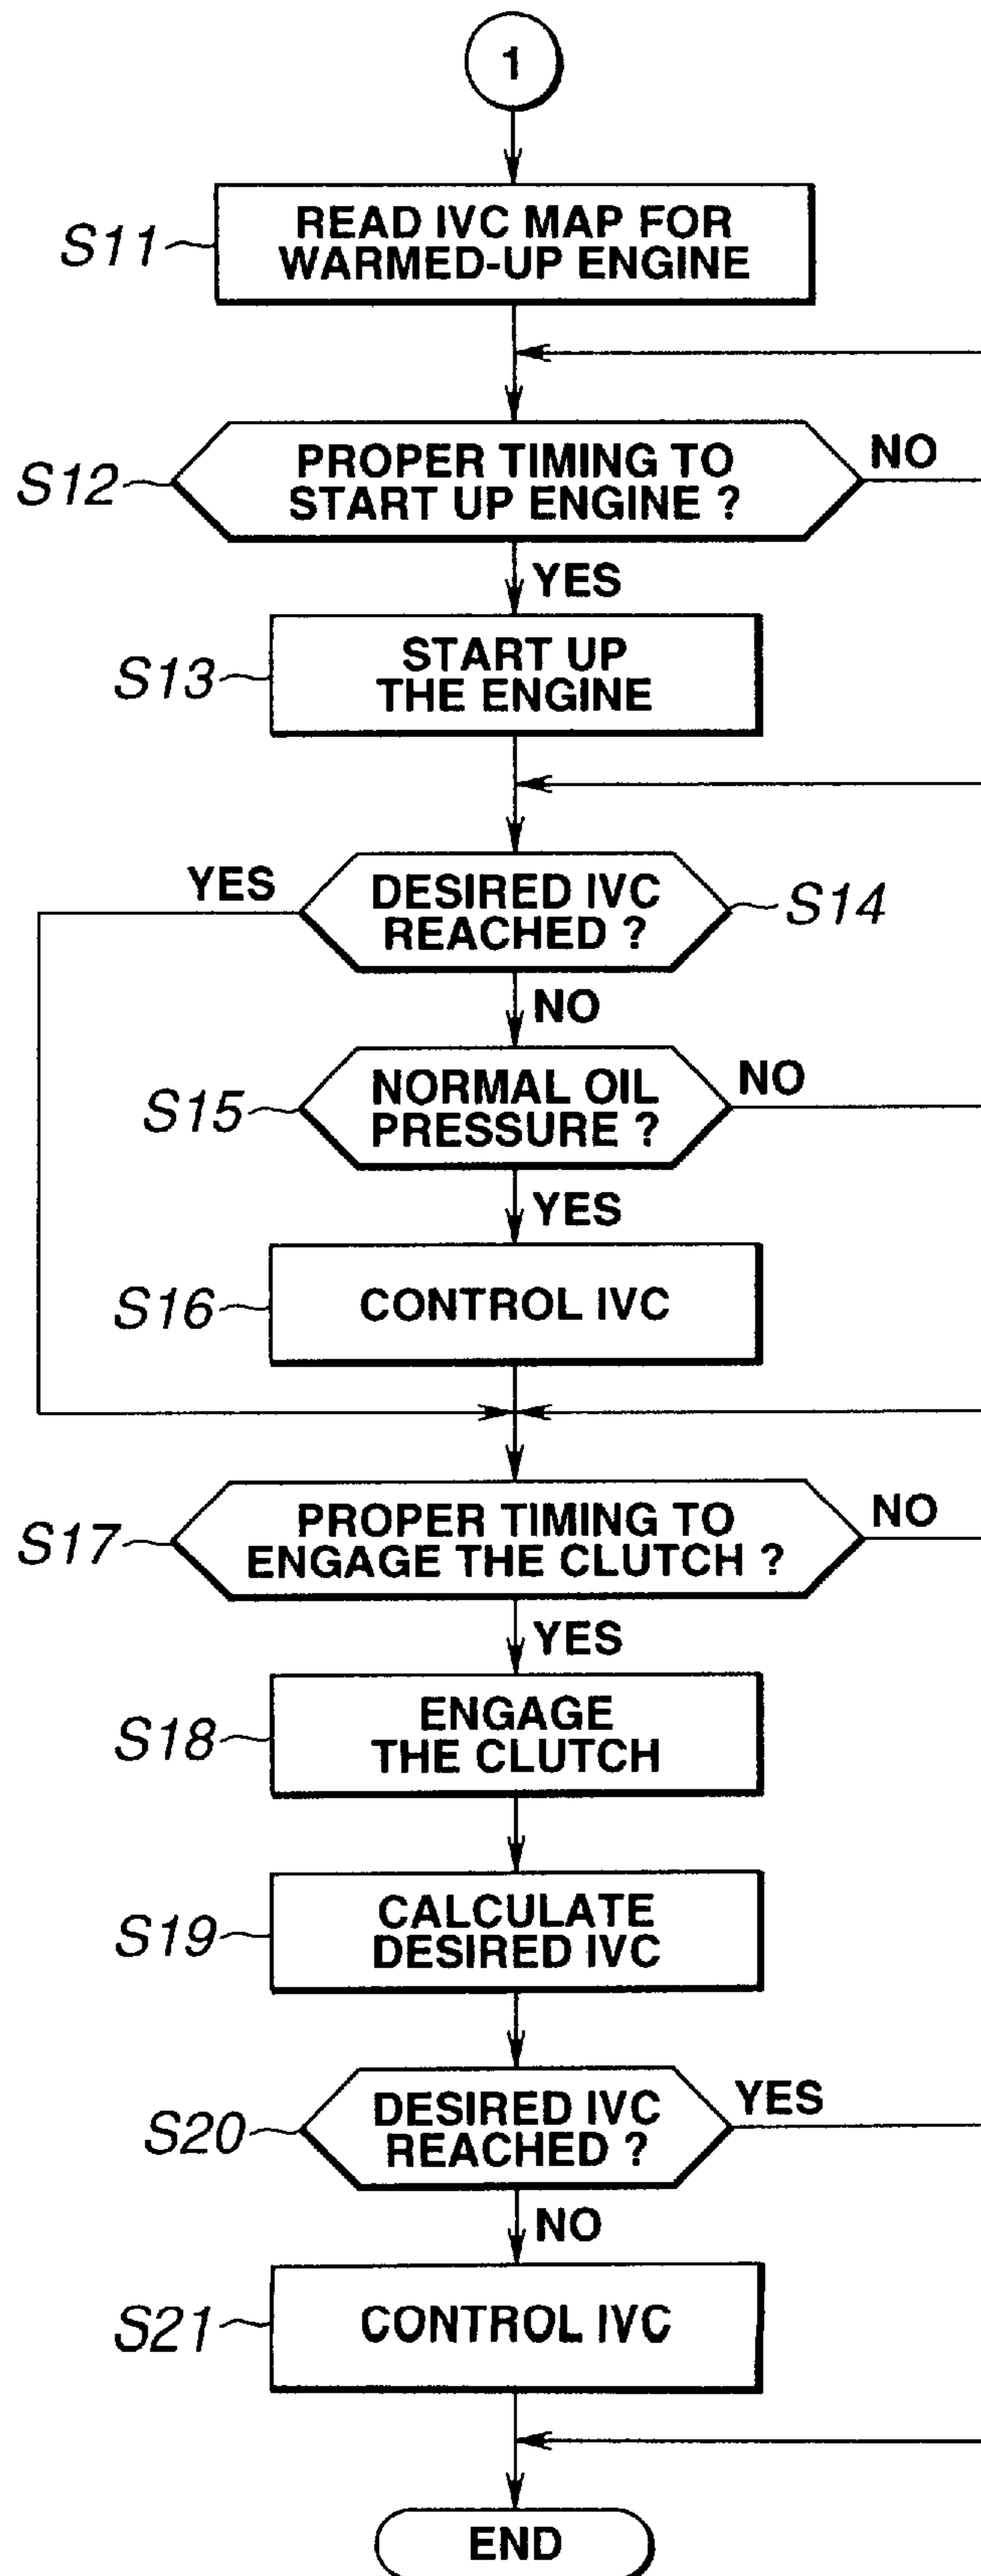 1
S11
READ IVC MAP FOR
WARMED-UP ENGINE
S12
PROPER TIMING TO
START UP ENGINE ?
NO
YES
S13
START UP
THE ENGINE
YES
DESIRED IVC
REACHED ?
S14
NO
S15
NORMAL OIL
PRESSURE ?
NO
YES
S16
CONTROL IVC
S17
PROPER TIMING TO
ENGAGE THE CLUTCH ?
NO
YES
S18
ENGAGE
THE CLUTCH
S19
CALCULATE
DESIRED IVC
S20
DESIRED IVC
REACHED ?
YES
NO
S21
CONTROL IVC
END